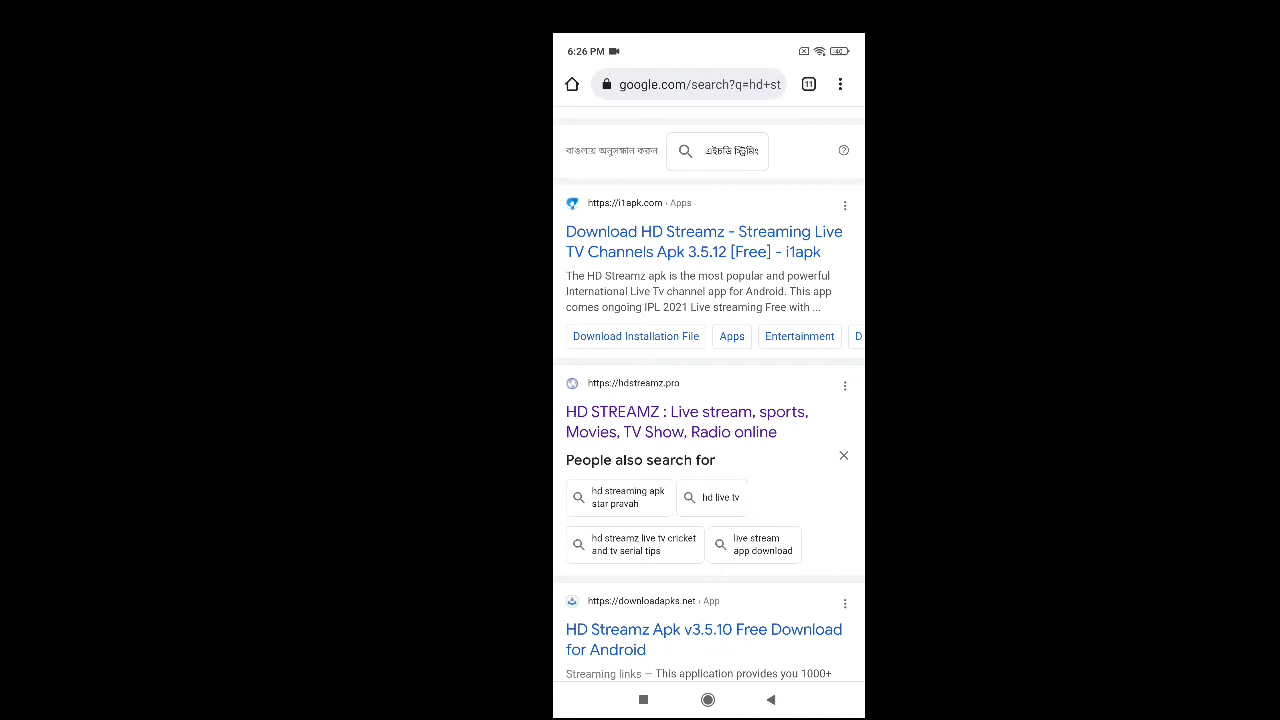 6:26 PM
40
google.com/search?q=hd+st
11
বাঙলায় অনুসন্ধান করুন
এইচডি স্ট্রিমিং
https://i1apk.com › Apps
Download HD Streamz - Streaming Live
TV Channels Apk 3.5.12 [Free] - i1apk
The HD Streamz apk is the most popular and powerful
International Live Tv channel app for Android. This app
comes ongoing IPL 2021 Live streaming Free with ...
Download Installation File
Apps
Entertainment
D
https://hdstreamz.pro
HD STREAMZ : Live stream, sports,
Movies, TV Show, Radio online
People also search for
hd streaming apk
star pravah
hd live tv
hd streamz live tv cricket
and tv serial tips
live stream
app download
https://downloadapks.net › App
HD Streamz Apk v3.5.10 Free Download
for Android
Streaming links — This application provides you 1000+